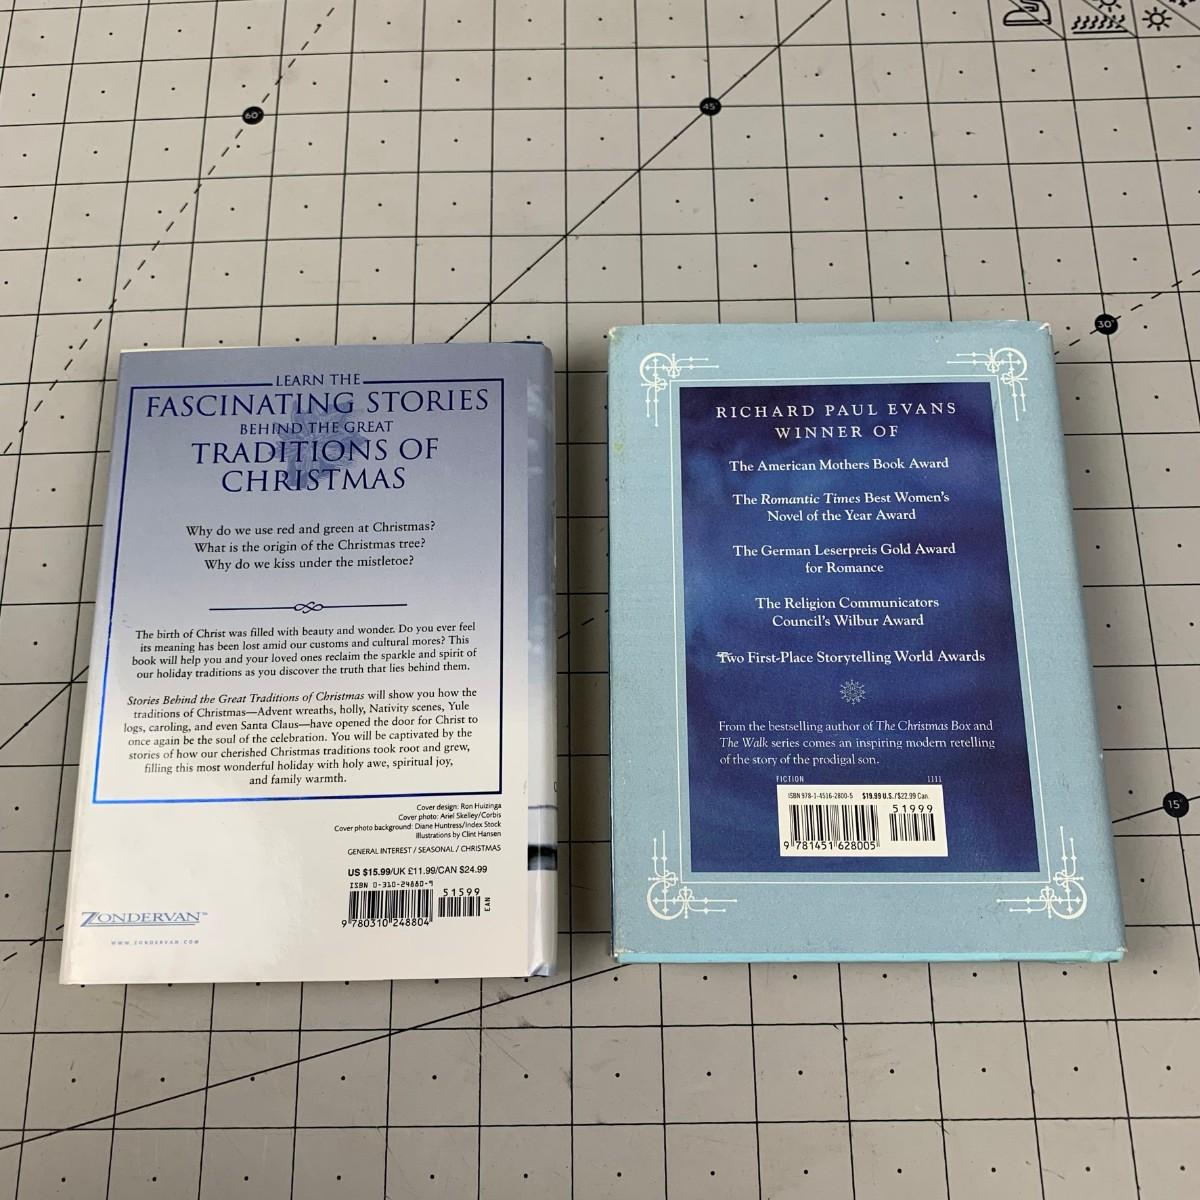 60°
45°
30°
15°
LEARN THE
FASCINATING STORIES
BEHIND THE GREAT
TRADITIONS OF
CHRISTMAS
Why do we use red and green at Christmas?
What is the origin of the Christmas tree?
Why do we kiss under the mistletoe?
The birth of Christ was filled with beauty and wonder. Do you ever feel
its meaning has been lost amid our customs and cultural mores? This
book will help you and your loved ones reclaim the sparkle and spirit of
our holiday traditions as you discover the truth that lies behind them.
Stories Behind the Great Traditions of Christmas will show you how the
traditions of Christmas—Advent wreaths, holly, Nativity scenes, Yule
logs, caroling, and even Santa Claus—have opened the door for Christ to
once again be the soul of the celebration. You will be captivated by the
stories of how our cherished Christmas traditions took root and grew,
filling this most wonderful holiday with holy awe, spiritual joy,
and family warmth.
Cover design: Ron Huizinga
Cover photo: Ariel Skelley/Corbis
Cover photo background: Diane Huntress/Index Stock
Illustrations by Clint Hansen
GENERAL INTEREST / SEASONAL / CHRISTMAS
US $15.99/UK £11.99/CAN $24.99
ISBN 0-310-24880-9
51599
EAN
9 780310 248804
ZONDERVAN™
WWW.ZONDERVAN.COM
RICHARD PAUL EVANS
WINNER OF
The American Mothers Book Award
The Romantic Times Best Women's
Novel of the Year Award
The German Leserpreis Gold Award
for Romance
The Religion Communicators
Council's Wilbur Award
Two First-Place Storytelling World Awards
From the bestselling author of The Christmas Box and
The Walk series comes an inspiring modern retelling
of the story of the prodigal son.
FICTION 1111
ISBN 978-1-4516-2800-5 $19.99 U.S./$22.99 Can.
51999
9 781451 628005